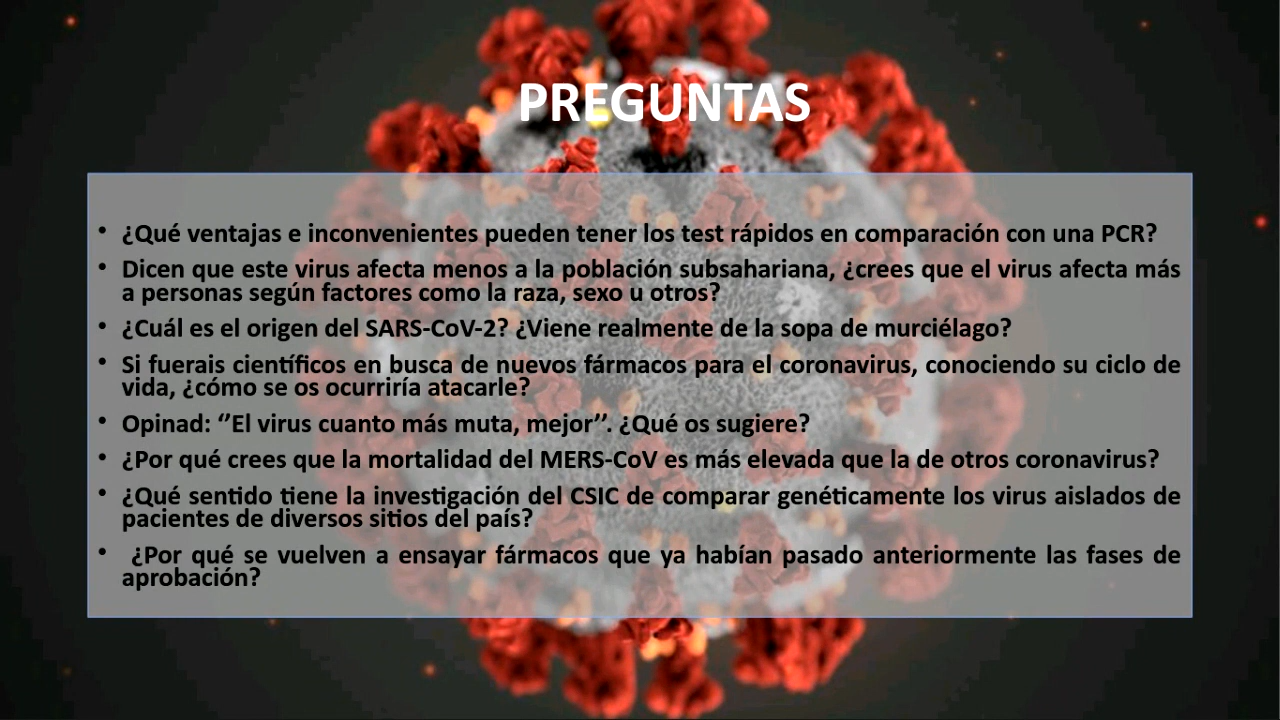 PREGUNTAS
• ¿Qué ventajas e inconvenientes pueden tener los test rápidos en comparación con una PCR?
• Dicen que este virus afecta menos a la población subsahariana, ¿crees que el virus afecta más
a personas según factores como la raza, sexo u otros?
• ¿Cuál es el origen del SARS-CoV-2? ¿Viene realmente de la sopa de murciélago?
• Si fuerais científicos en busca de nuevos fármacos para el coronavirus, conociendo su ciclo de
vida, ¿cómo se os ocurriría atacarle?
• Opinad: ‘’El virus cuanto más muta, mejor’’. ¿Qué os sugiere?
• ¿Por qué crees que la mortalidad del MERS-CoV es más elevada que la de otros coronavirus?
• ¿Qué sentido tiene la investigación del CSIC de comparar genéticamente los virus aislados de
pacientes de diversos sitios del país?
• ¿Por qué se vuelven a ensayar fármacos que ya habían pasado anteriormente las fases de
aprobación?